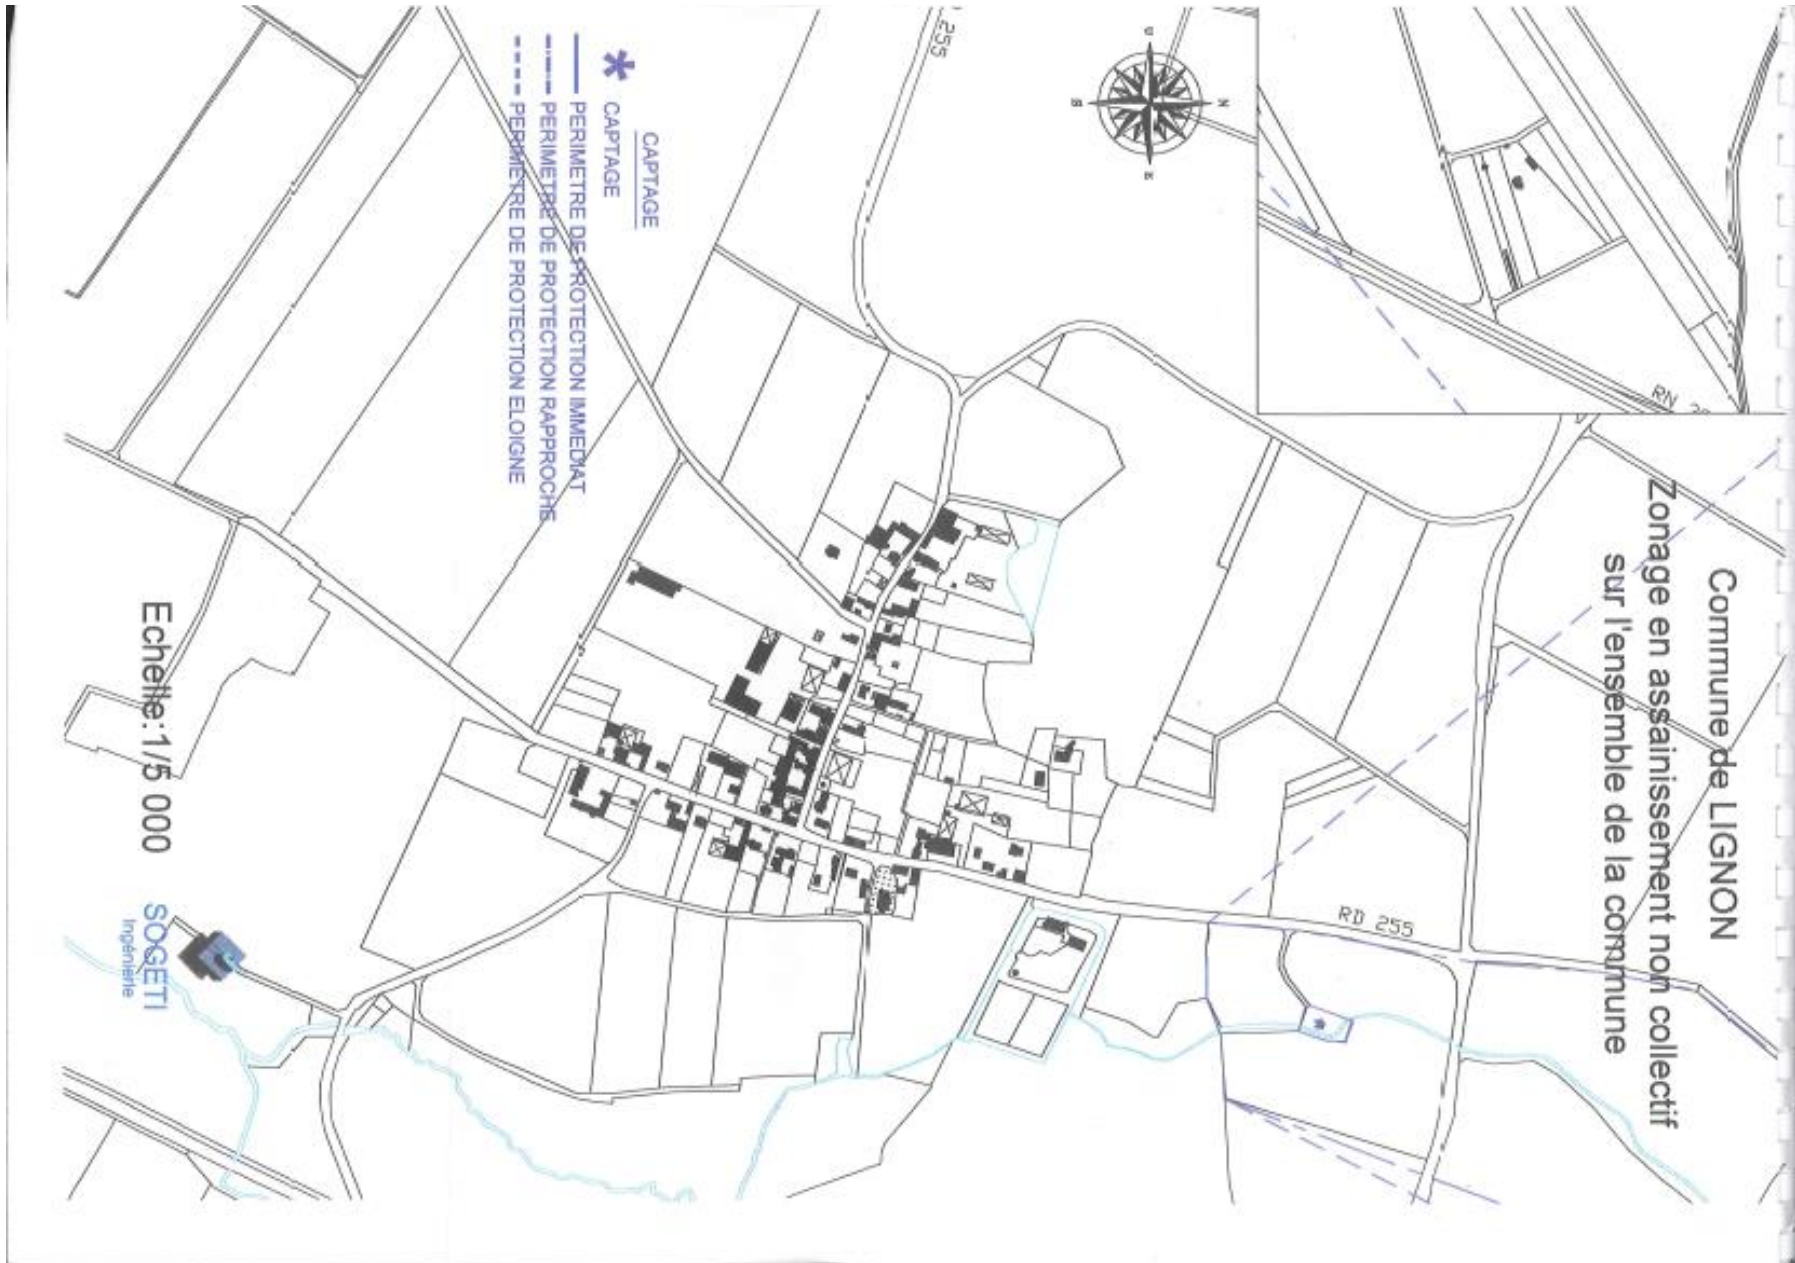 Commune de LIGNON
Zonage en assainissement non collectif
sur l'ensemble de la commune
RN
RD 255
255
N
CAPTAGE
CAPTAGE
PERIMETRE DE PROTECTION IMMEDIAT
PERIMETRE DE PROTECTION RAPPROCHE
PERIMETRE DE PROTECTION ELOIGNE
Echelle:1/5 000
SOGETI
Ingénierie